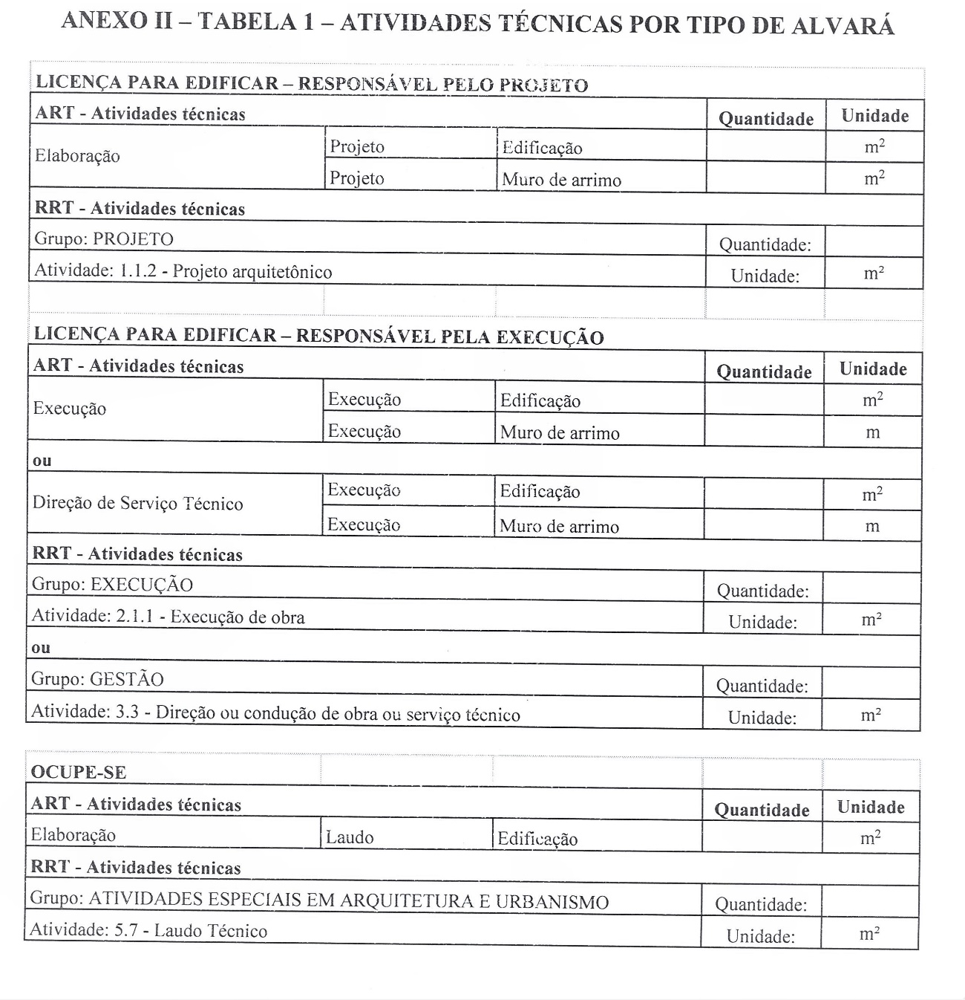 ANEXO II – TABELA 1 – ATIVIDADES TÉCNICAS POR TIPO DE ALVARÁ
LICENÇA PARA EDIFICAR – RESPONSÁVEL PELO PROJETO
ART - Atividades técnicas Quantidade Unidade
Elaboração Projeto Edificação m²
Projeto Muro de arrimo m²
RRT - Atividades técnicas
Grupo: PROJETO Quantidade:
Atividade: 1.1.2 - Projeto arquitetônico Unidade: m²
LICENÇA PARA EDIFICAR – RESPONSÁVEL PELA EXECUÇÃO
ART - Atividades técnicas Quantidade Unidade
Execução Execução Edificação m²
Execução Muro de arrimo m
ou
Direção de Serviço Técnico Execução Edificação m²
Execução Muro de arrimo m
RRT - Atividades técnicas
Grupo: EXECUÇÃO Quantidade:
Atividade: 2.1.1 - Execução de obra Unidade: m²
ou
Grupo: GESTÃO Quantidade:
Atividade: 3.3 - Direção ou condução de obra ou serviço técnico Unidade: m²
OCUPE-SE
ART - Atividades técnicas Quantidade Unidade
Elaboração Laudo Edificação m²
RRT - Atividades técnicas
Grupo: ATIVIDADES ESPECIAIS EM ARQUITETURA E URBANISMO Quantidade:
Atividade: 5.7 - Laudo Técnico Unidade: m²